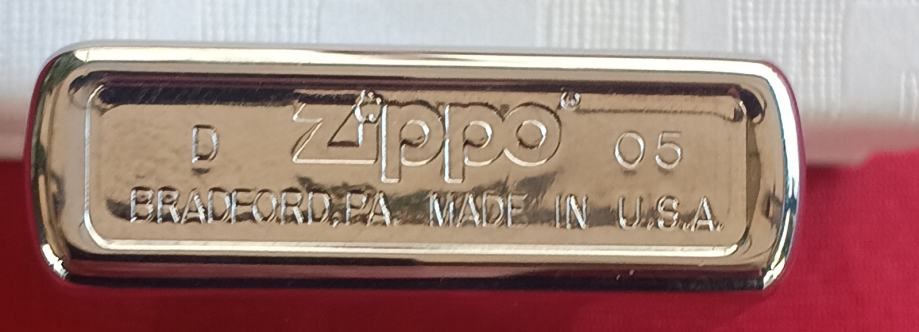 D Zippo® 05
BRADFORD,PA. MADE IN U.S.A.